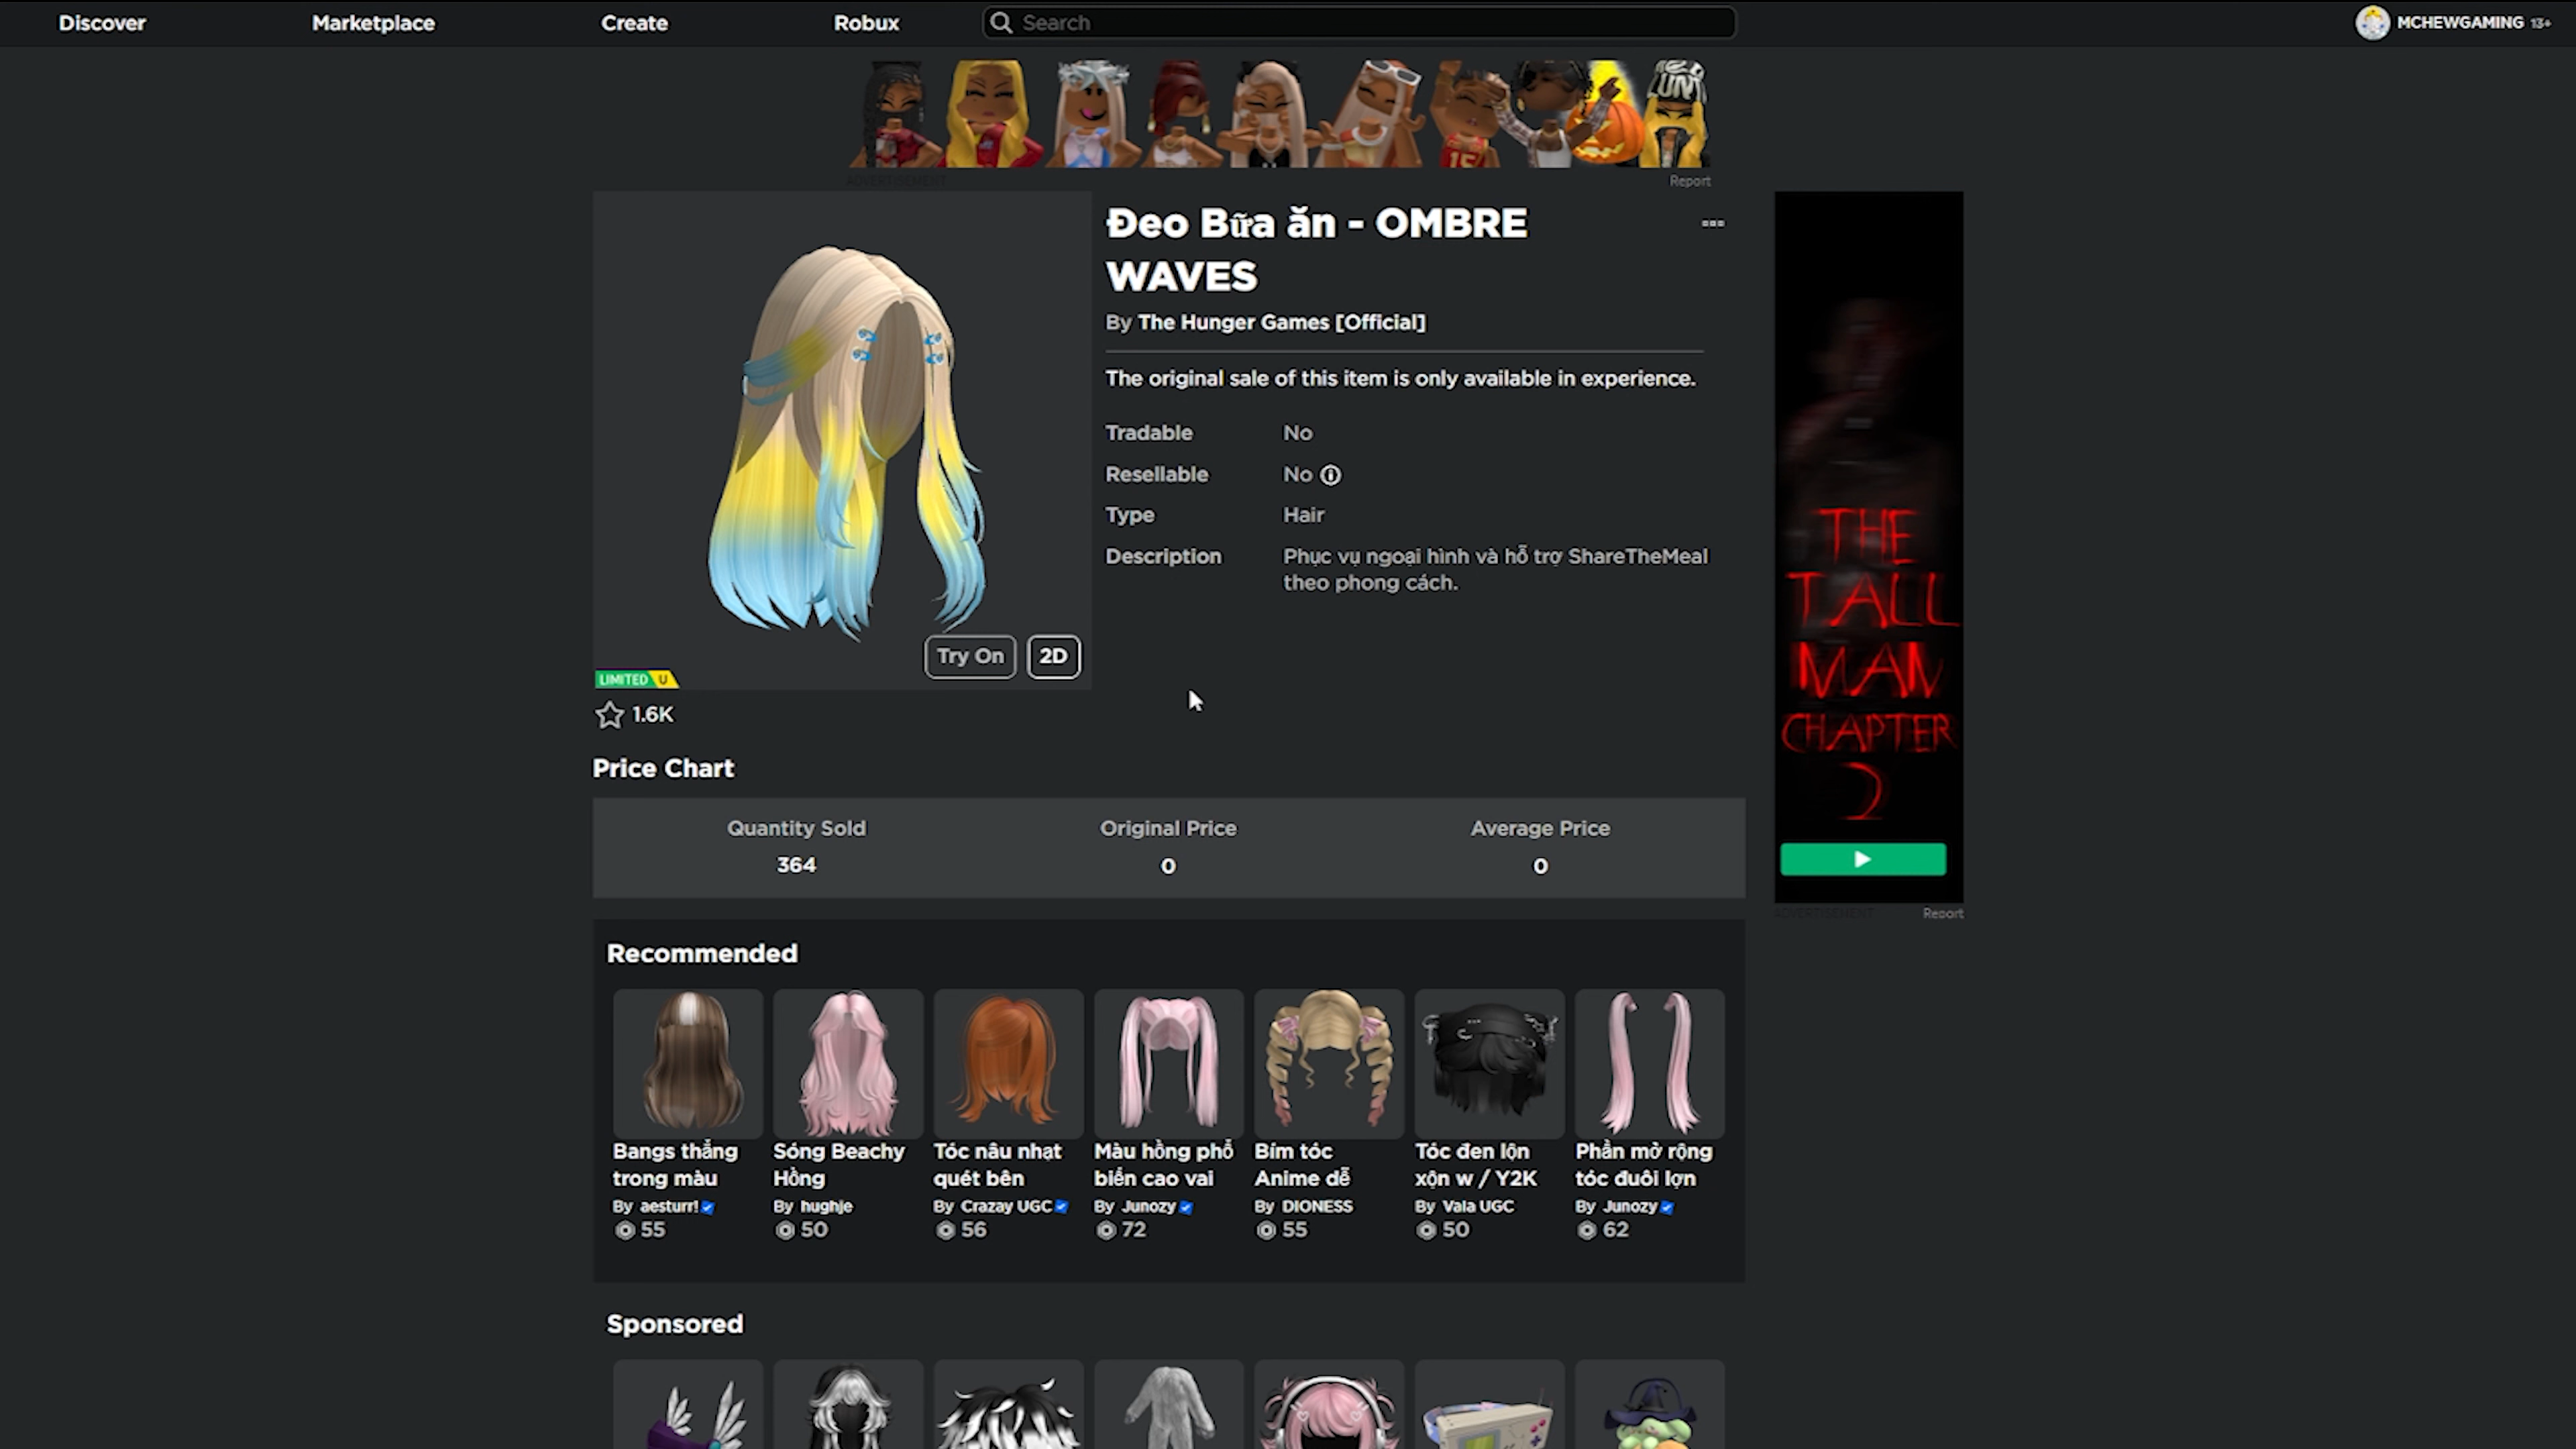 Discover
Marketplace
Create
Robux
Search
MCHEWGAMING 13+
ADVERTISEMENT
Report
Đeo Bữa ăn - OMBRE
WAVES
By The Hunger Games [Official]
The original sale of this item is only available in experience.
Tradable No
Resellable No
Type Hair
Description Phục vụ ngoại hình và hỗ trợ ShareTheMeal
theo phong cách.
Try On
2D
LIMITED U
1.6K
THE
TALL
MAN
CHAPTER
2
ADVERTISEMENT
Report
Price Chart
Quantity Sold
Original Price
Average Price
364
0
0
Recommended
Bangs thẳng
trong màu
By aesturr!
55
Sóng Beachy
Hồng
By hughje
50
Tóc nâu nhạt
quét bên
By Crazay UGC
56
Màu hồng phổ
biến cao vai
By Junozy
72
Bím tóc
Anime dễ
By DIONESS
55
Tóc đen lộn
xộn w / Y2K
By Vala UGC
50
Phần mở rộng
tóc đuôi lợn
By Junozy
62
Sponsored